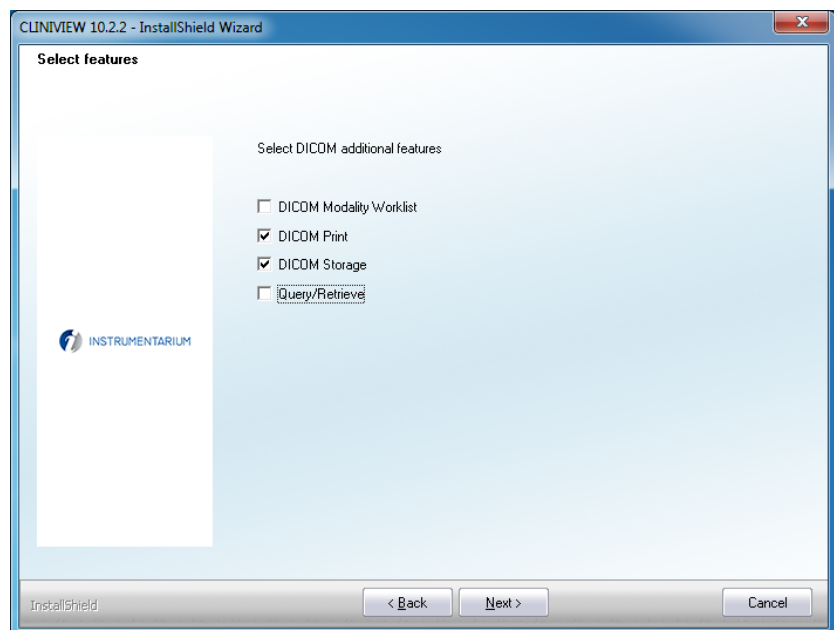 CLINIVIEW 10.2.2 - InstallShield Wizard
Select features
Select DICOM additional features
DICOM Modality Worklist
DICOM Print
DICOM Storage
Query/Retrieve
INSTRUMENTARIUM
InstallShield
< Back
Next >
Cancel